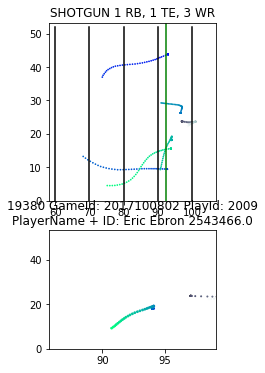 SHOTGUN 1 RB, 1 TE, 3 WR
50
40
30
20
10
0
60 70 80 90 100
19380 GameId: 2017100802 PlayId: 2009
PlayerName + ID: Eric Ebron 2543466.0
40
20
0
90 95